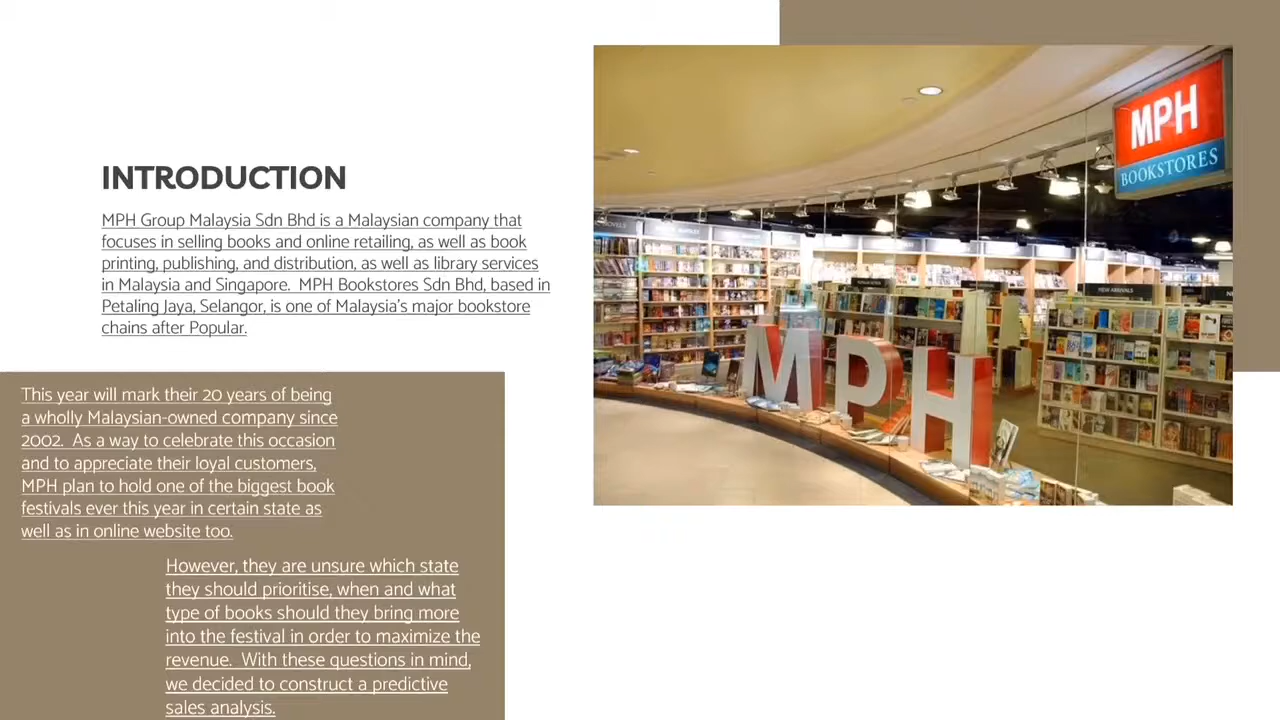 INTRODUCTION
MPH Group Malaysia Sdn Bhd is a Malaysian company that
focuses in selling books and online retailing, as well as book
printing, publishing, and distribution, as well as library services
in Malaysia and Singapore.  MPH Bookstores Sdn Bhd, based in
Petaling Jaya, Selangor, is one of Malaysia's major bookstore
chains after Popular.
This year will mark their 20 years of being
a wholly Malaysian-owned company since
2002.  As a way to celebrate this occasion
and to appreciate their loyal customers,
MPH plan to hold one of the biggest book
festivals ever this year in certain state as
well as in online website too.
However, they are unsure which state
they should prioritise, when and what
type of books should they bring more
into the festival in order to maximize the
revenue.  With these questions in mind,
we decided to construct a predictive
sales analysis.
MPH
BOOKSTORES
NEW ARRIVALS
MPH